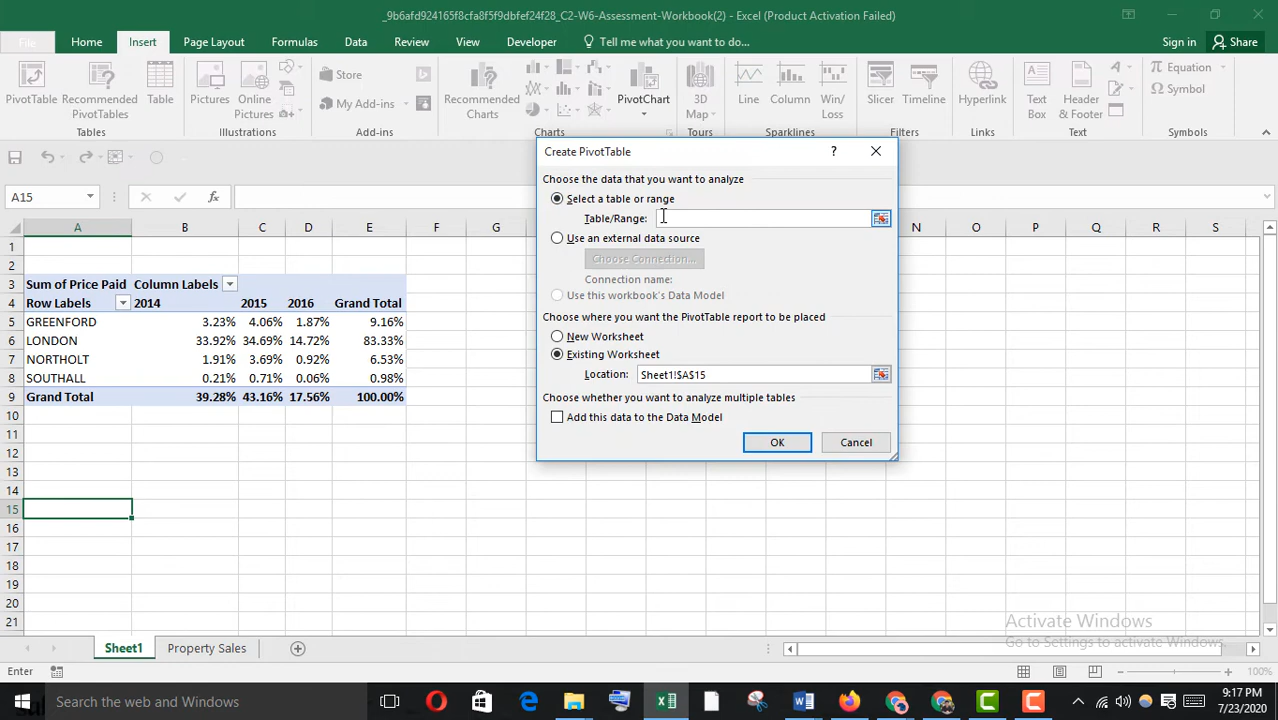 _9b6afd924165f8cfa8f5f9dbfef24f28_C2-W6-Assessment-Workbook(2) - Excel (Product Activation Failed)
File Home Insert Page Layout Formulas Data Review View Developer Tell me what you want to do... Sign in Share
PivotTable Recommended PivotTables Table Pictures Online Pictures Store My Add-ins Recommended Charts PivotChart 3D Map Line Column Win/Loss Slicer Timeline Hyperlink Text Box Header & Footer Equation Symbol
Tables Illustrations Add-ins Charts Tours Sparklines Filters Links Text Symbols
A15 fx
A B C D E F G N O P Q R S
1
2
3 Sum of Price Paid Column Labels
4 Row Labels 2014 2015 2016 Grand Total
5 GREENFORD 3.23% 4.06% 1.87% 9.16%
6 LONDON 33.92% 34.69% 14.72% 83.33%
7 NORTHOLT 1.91% 3.69% 0.92% 6.53%
8 SOUTHALL 0.21% 0.71% 0.06% 0.98%
9 Grand Total 39.28% 43.16% 17.56% 100.00%
10
11
12
13
14
15
16
17
18
19
20
21
Create PivotTable ?
Choose the data that you want to analyze
Select a table or range
Table/Range:
Use an external data source
Choose Connection...
Connection name:
Use this workbook's Data Model
Choose where you want the PivotTable report to be placed
New Worksheet
Existing Worksheet
Location: Sheet1!$A$15
Choose whether you want to analyze multiple tables
Add this data to the Data Model
OK Cancel
Activate Windows
Go to Settings to activate Windows.
Sheet1 Property Sales
Enter 100%
Search the web and Windows 9:17 PM
7/23/2020